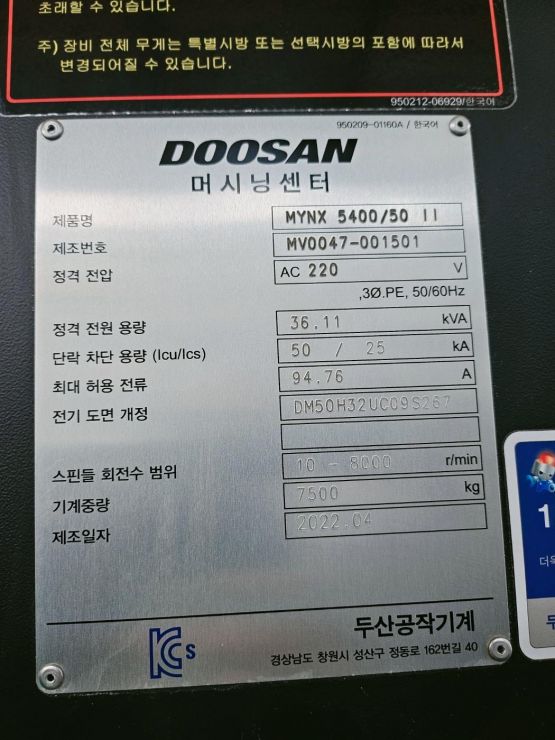 초래할 수 있습니다.
주) 장비 전체 무게는 특별시방 또는 선택시방의 포함에 따라서
변경되어질 수 있습니다.
950212-06929/한국어
950209-01160A / 한국어
DOOSAN
머시닝센터
제품명 MYNX 5400/50 II
제조번호 MV0047-001501
정격 전압 AC 220 V
,3Ø.PE, 50/60Hz
정격 전원 용량 36.11 kVA
단락 차단 용량 (Icu/Ics) 50 / 25 kA
최대 허용 전류 94.76 A
전기 도면 개정 DM50H32UC09S267
스핀들 회전수 범위 10 - 8000 r/min
기계중량 7500 kg
제조일자 2022.04
KCs
두산공작기계
경상남도 창원시 성산구 정동로 162번길 40
1
더욱
두